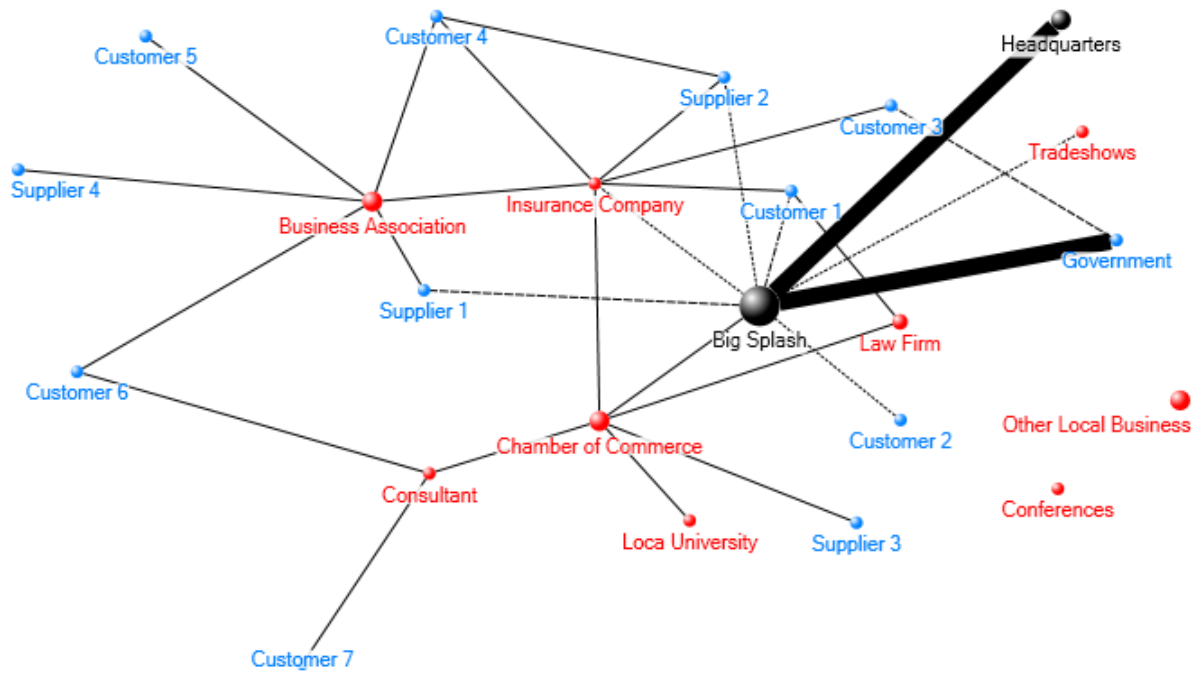 Customer 4
Headquarters
Customer 5
Supplier 2
Customer 3
Tradeshows
Supplier 4
Insurance Company
Customer 1
Business Association
Government
Supplier 1
Big Splash
Law Firm
Customer 6
Other Local Business
Customer 2
Chamber of Commerce
Consultant
Conferences
Loca University
Supplier 3
Customer 7